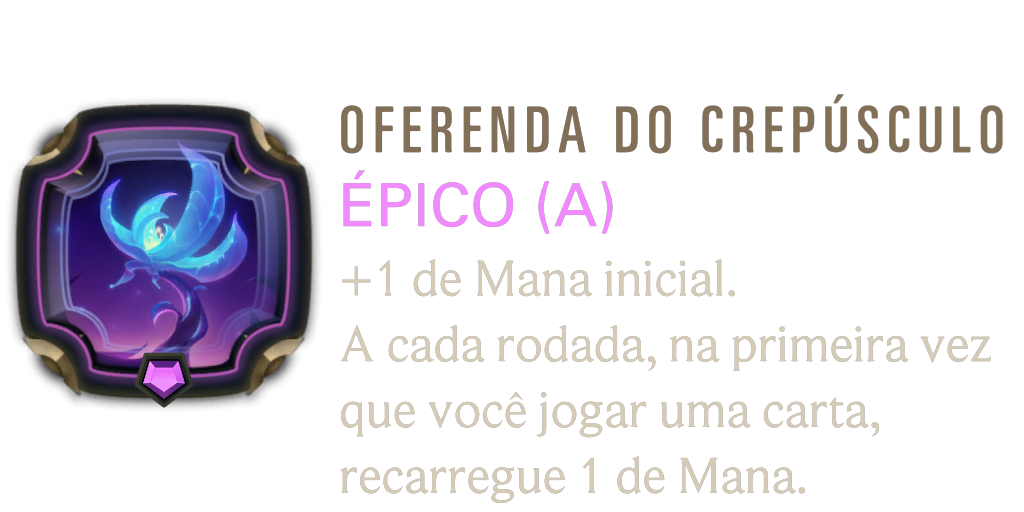 OFERENDA DO CREPÚSCULO
ÉPICO (A)
+1 de Mana inicial.
A cada rodada, na primeira vez
que você jogar uma carta,
recarregue 1 de Mana.